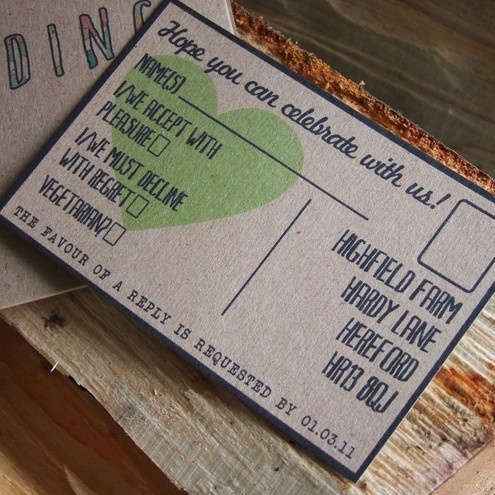 DING
Hope you can celebrate with us!
NAME(S)
I/WE ACCEPT WITH
PLEASURE
I/WE MUST DECLINE
WITH REGRET
VEGETARIAN?
HIGHFIELD FARM
HARDY LANE
HEREFORD
HR13 8QJ
THE FAVOUR OF A REPLY IS REQUESTED BY 01.03.11